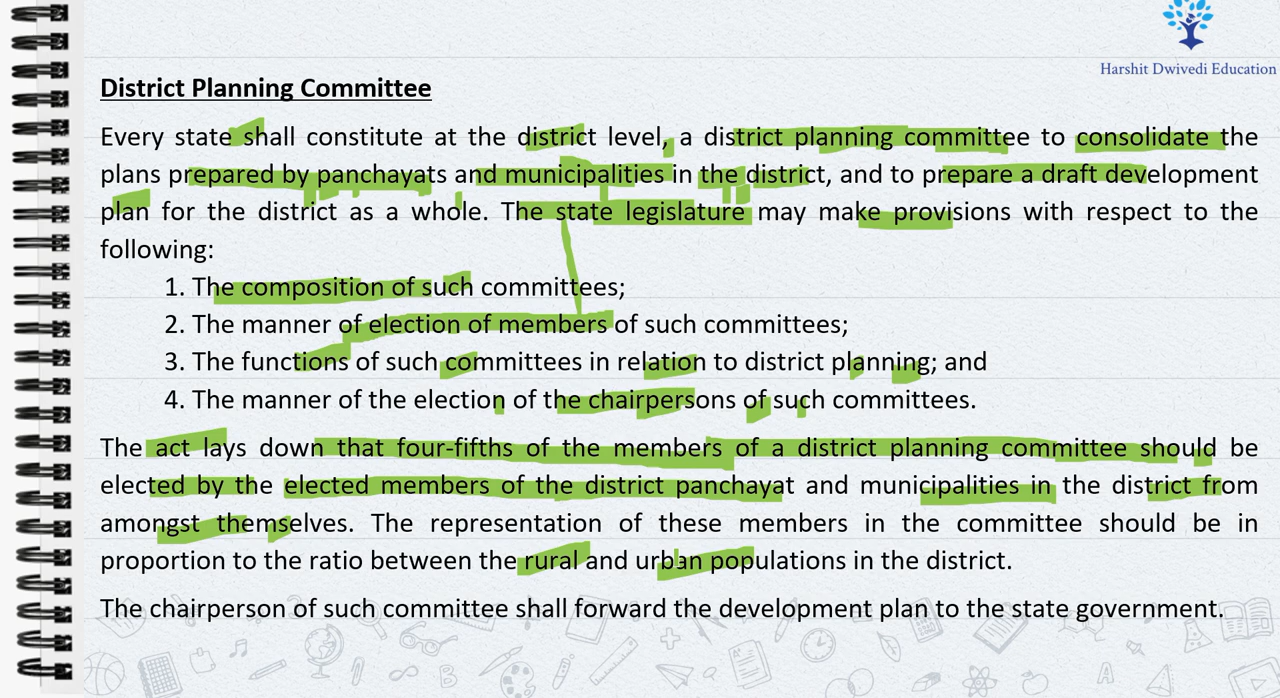 Harshit Dwivedi Education
District Planning Committee
Every state shall constitute at the district level, a district planning committee to consolidate the
plans prepared by panchayats and municipalities in the district, and to prepare a draft development
plan for the district as a whole. The state legislature may make provisions with respect to the
following:
1. The composition of such committees;
2. The manner of election of members of such committees;
3. The functions of such committees in relation to district planning; and
4. The manner of the election of the chairpersons of such committees.
The act lays down that four-fifths of the members of a district planning committee should be
elected by the elected members of the district panchayat and municipalities in the district from
amongst themselves. The representation of these members in the committee should be in
proportion to the ratio between the rural and urban populations in the district.
The chairperson of such committee shall forward the development plan to the state government.